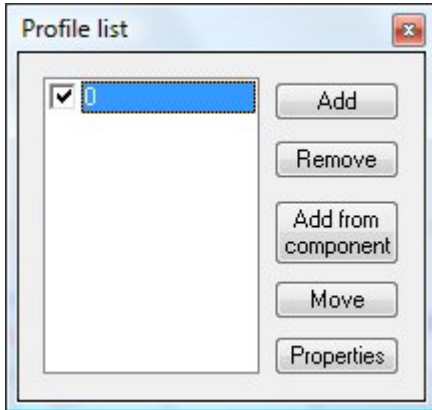 Profile list
0
Add
Remove
Add from
component
Move
Properties